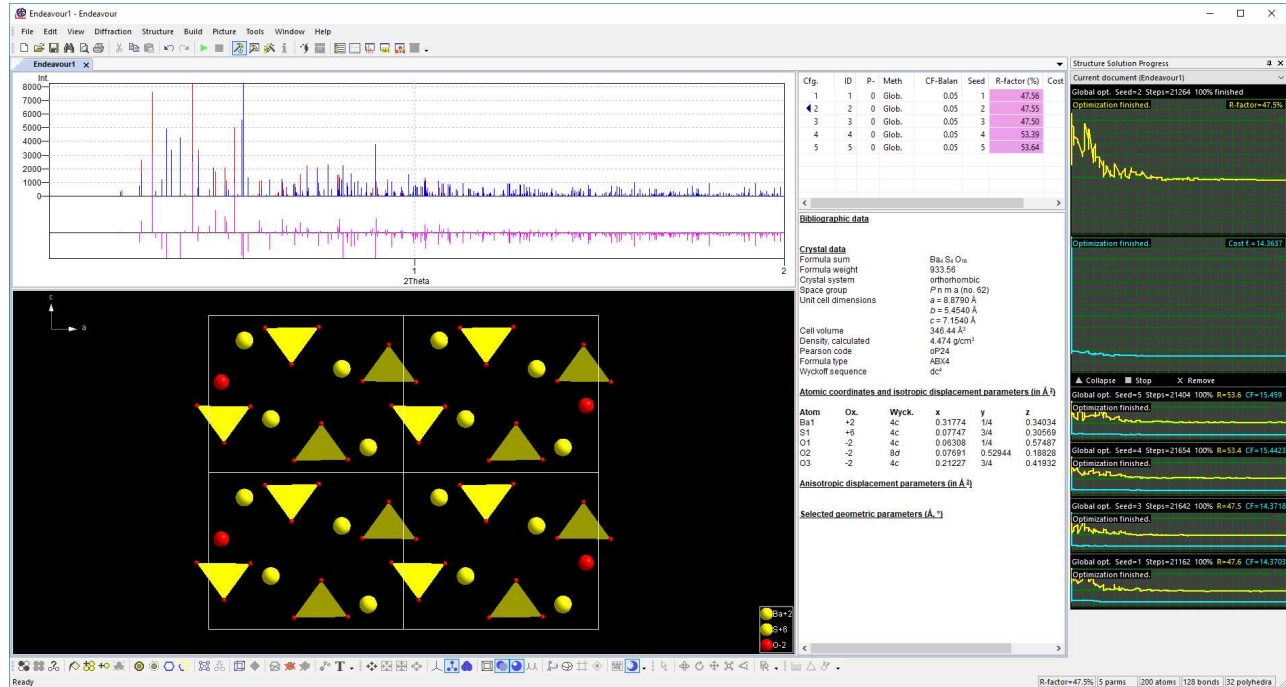 Endeavour1 - Endeavour
File Edit View Diffraction Structure Build Picture Tools Window Help
Endeavour1 x
Int.
8000
7000
6000
5000
4000
3000
2000
1000
0
1
2
2Theta
c
a
Ba+2
S+6
O-2
Cfg. ID P- Meth CF-Balan Seed R-factor (%) Cost
1 1 0 Glob. 0.05 1 47.56
2 2 0 Glob. 0.05 2 47.55
3 3 0 Glob. 0.05 3 47.50
4 4 0 Glob. 0.05 4 53.39
5 5 0 Glob. 0.05 5 53.64
Bibliographic data
Crystal data
Formula sum Ba₄ S₄ O₁₆
Formula weight 933.56
Crystal system orthorhombic
Space group P n m a (no. 62)
Unit cell dimensions a = 8.8790 Å
b = 5.4540 Å
c = 7.1540 Å
Cell volume 346.44 Å³
Density, calculated 4.474 g/cm³
Pearson code oP24
Formula type ABX4
Wyckoff sequence dc⁴
Atomic coordinates and isotropic displacement parameters (in Å²)
Atom Ox. Wyck. x y z
Ba1 +2 4c 0.31774 1/4 0.34034
S1 +6 4c 0.07747 3/4 0.30569
O1 -2 4c 0.06308 1/4 0.57487
O2 -2 8d 0.07691 0.52944 0.18828
O3 -2 4c 0.21227 3/4 0.41932
Anisotropic displacement parameters (in Å²)
Selected geometric parameters (Å, °)
Structure Solution Progress
Current document (Endeavour1)
Global opt. Seed=2 Steps=21264 100% finished
Optimization finished. R-factor=47.5%
Optimization finished. Cost f.=14.3637
Collapse Stop X Remove
Global opt. Seed=5 Steps=21404 100% R=53.6 CF=15.459
Optimization finished.
Global opt. Seed=4 Steps=21654 100% R=53.4 CF=15.4423
Optimization finished.
Global opt. Seed=3 Steps=21642 100% R=47.5 CF=14.3718
Optimization finished.
Global opt. Seed=1 Steps=21162 100% R=47.6 CF=14.3703
Optimization finished.
Ready
R-factor=47.5% 5 parms 200 atoms 128 bonds 32 polyhedra